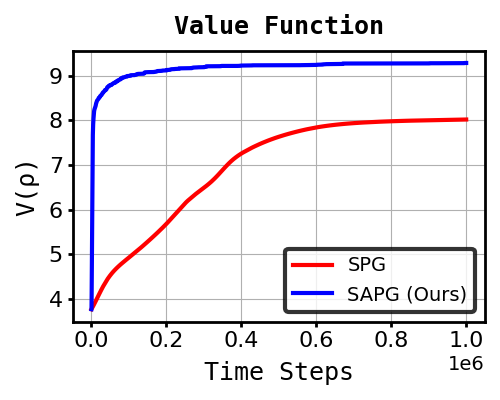 Value Function
V(ρ)
9
8
7
6
5
4
SPG
SAPG (Ours)
0.0 0.2 0.4 0.6 0.8 1.0
1e6
Time Steps